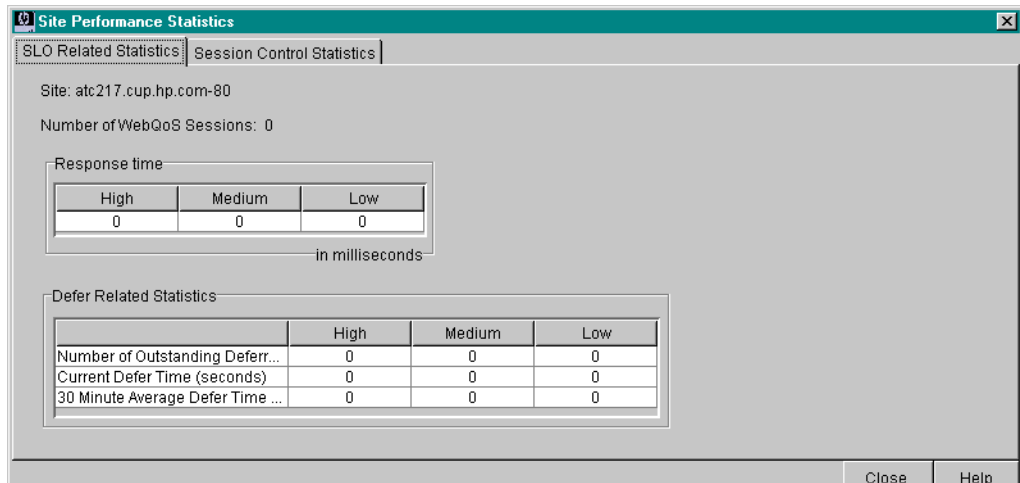 Site Performance Statistics
SLO Related Statistics Session Control Statistics
Site: atc217.cup.hp.com-80
Number of WebQoS Sessions: 0
Response time
High Medium Low
0 0 0
in milliseconds
Defer Related Statistics
High Medium Low
Number of Outstanding Deferr... 0 0 0
Current Defer Time (seconds) 0 0 0
30 Minute Average Defer Time ... 0 0 0
Close Help